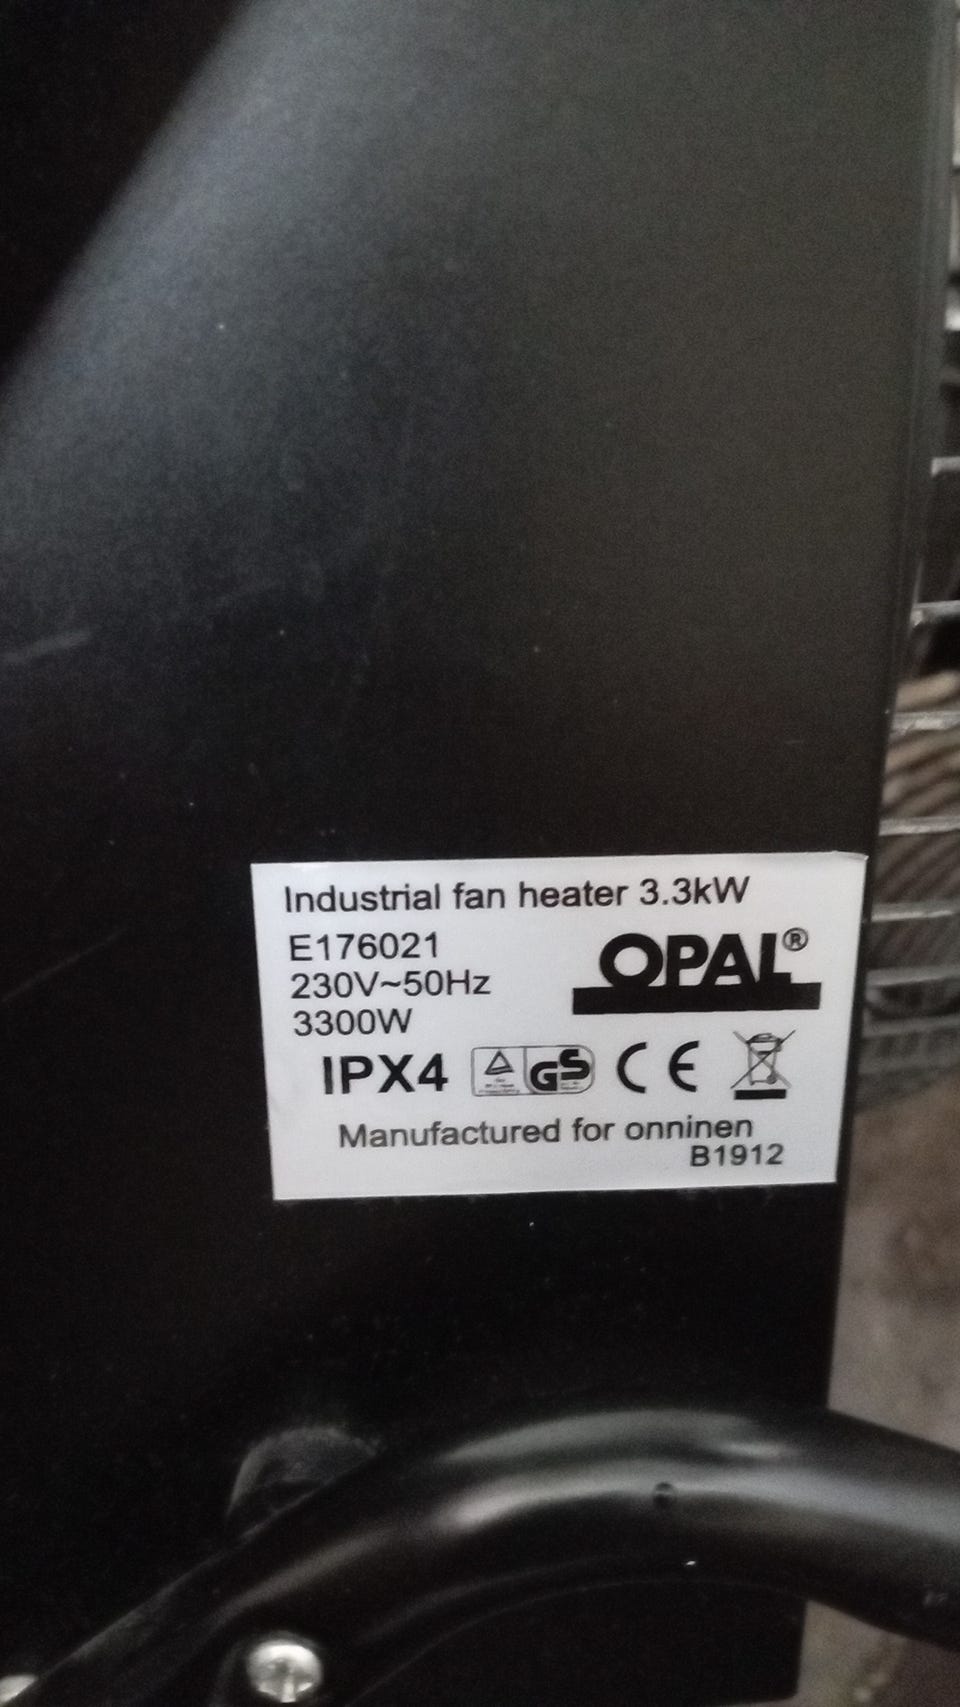 Industrial fan heater 3.3kW
E176021
OPAL®
230V~50Hz
3300W
IPX4 GS CE
Manufactured for onninen
B1912